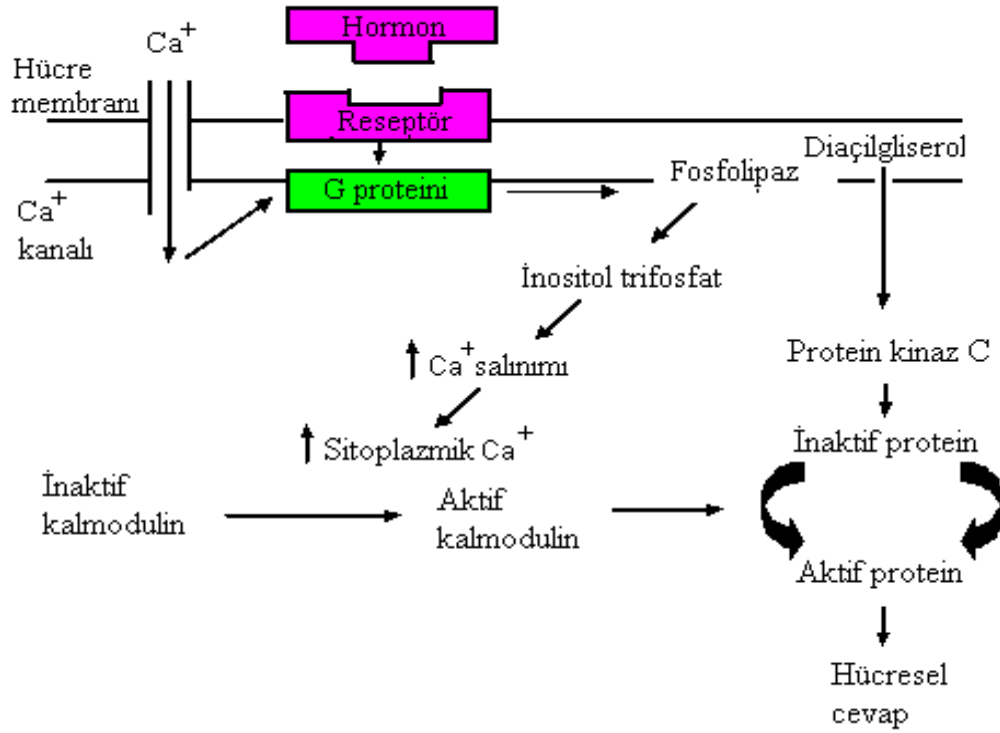 Hormon
Ca+
Hücre
membranı
Reseptör
Diaçilgliserol
Fosfolipaz
G proteini
Ca+
kanalı
İnositol trifosfat
Ca+salınımı
Protein kinaz C
Sitoplazmik Ca+
İnaktif protein
İnaktif
kalmodulin
Aktif
kalmodulin
Aktif protein
Hücresel
cevap